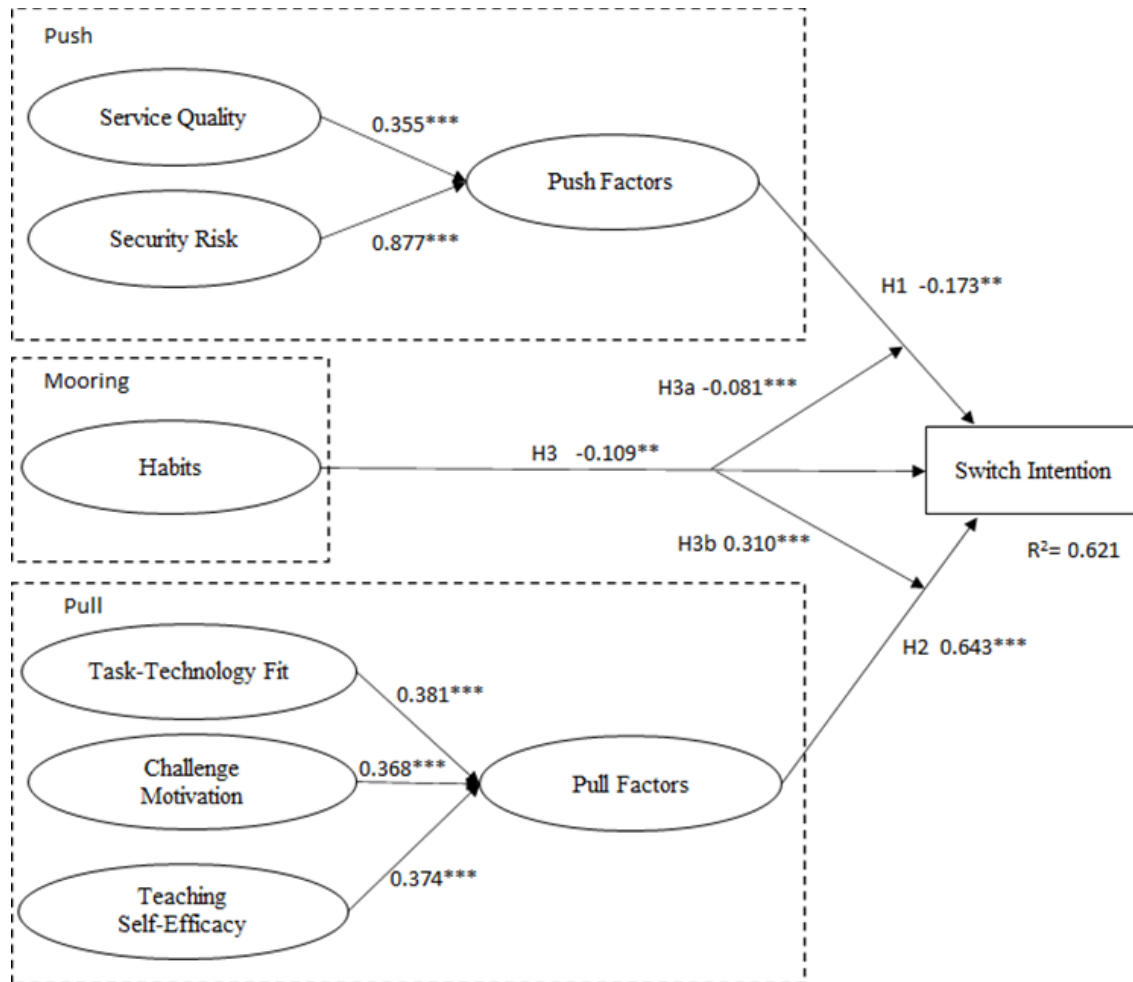 Push
Service Quality
0.355***
Push Factors
Security Risk
0.877***
H1 -0.173**
Mooring
H3a -0.081***
Habits
H3 -0.109**
Switch Intention
H3b 0.310***
R²= 0.621
Pull
Task-Technology Fit
0.381***
H2 0.643***
Challenge
Motivation
0.368***
Pull Factors
0.374***
Teaching
Self-Efficacy